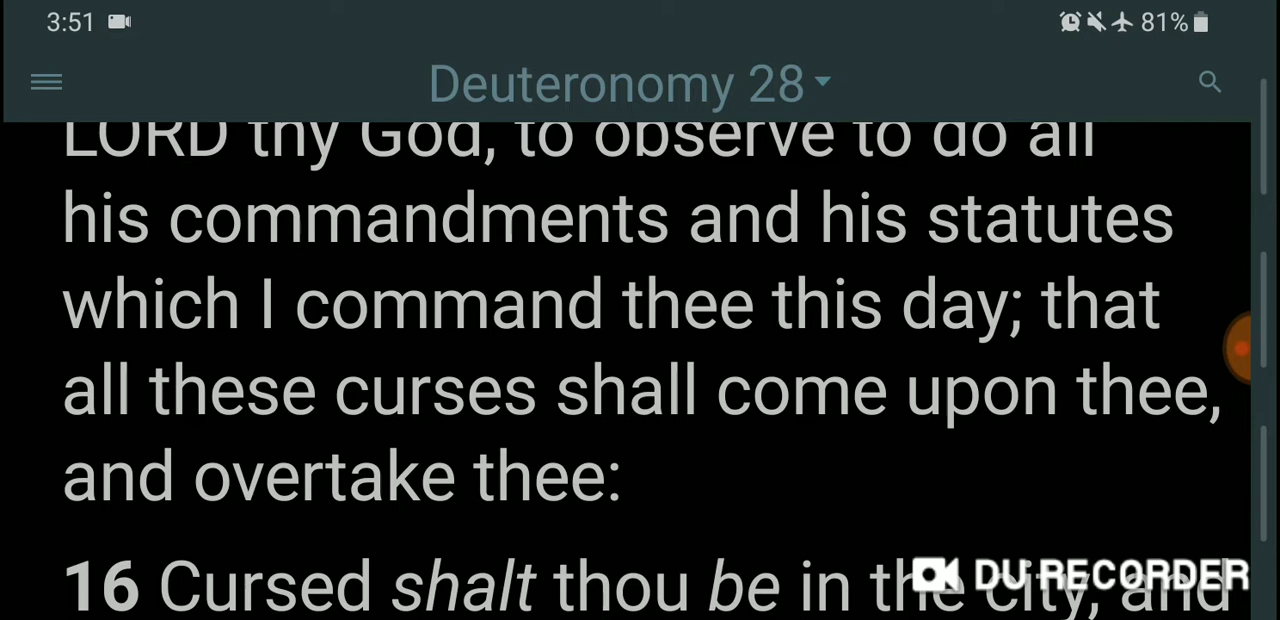 3:51 81%
Deuteronomy 28
LORD thy God, to observe to do all
his commandments and his statutes
which I command thee this day; that
all these curses shall come upon thee,
and overtake thee:
16 Cursed shalt thou be in the city, and
DU RECORDER